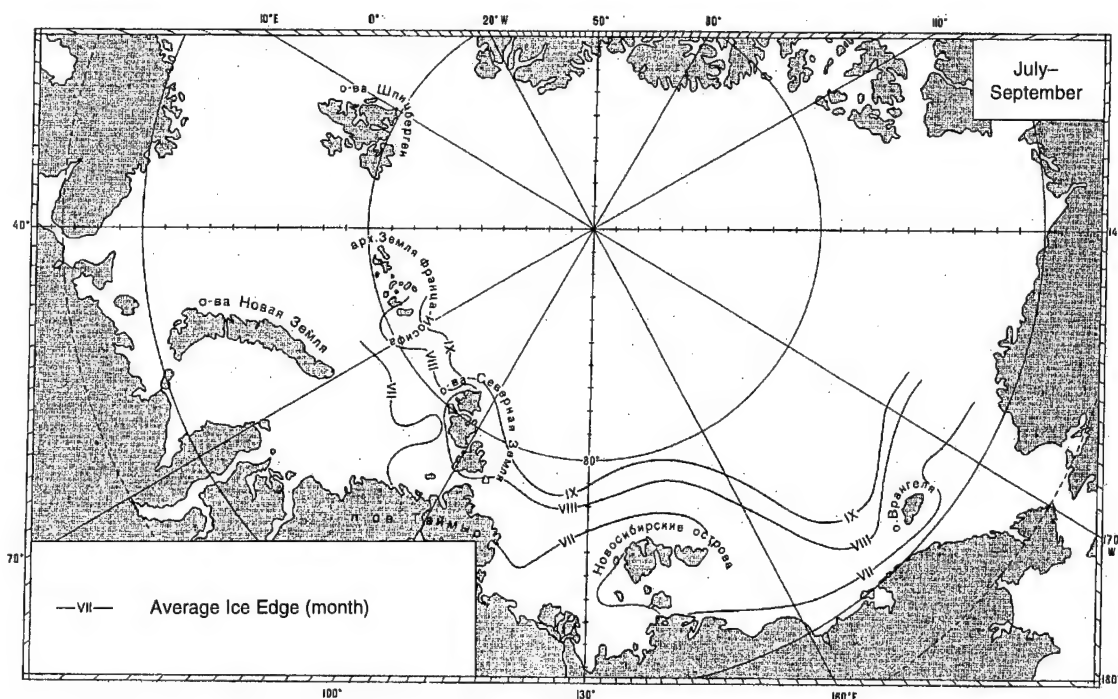 10°E
0°
20°W
50°
80°
110°
July–
September
о-ва Шпицберген
40°
14
арх. Земля Франца-Иосифа
о-ва Новая Земля
IX
VIII
VII
о-ва Северная Земля
80°
IX
VIII
VII
IX
VIII
VII
о. Врангеля
Новосибирские острова
п-ов Таймы
70°
170
W
—VII— Average Ice Edge (month)
100°
130°
160°E
180